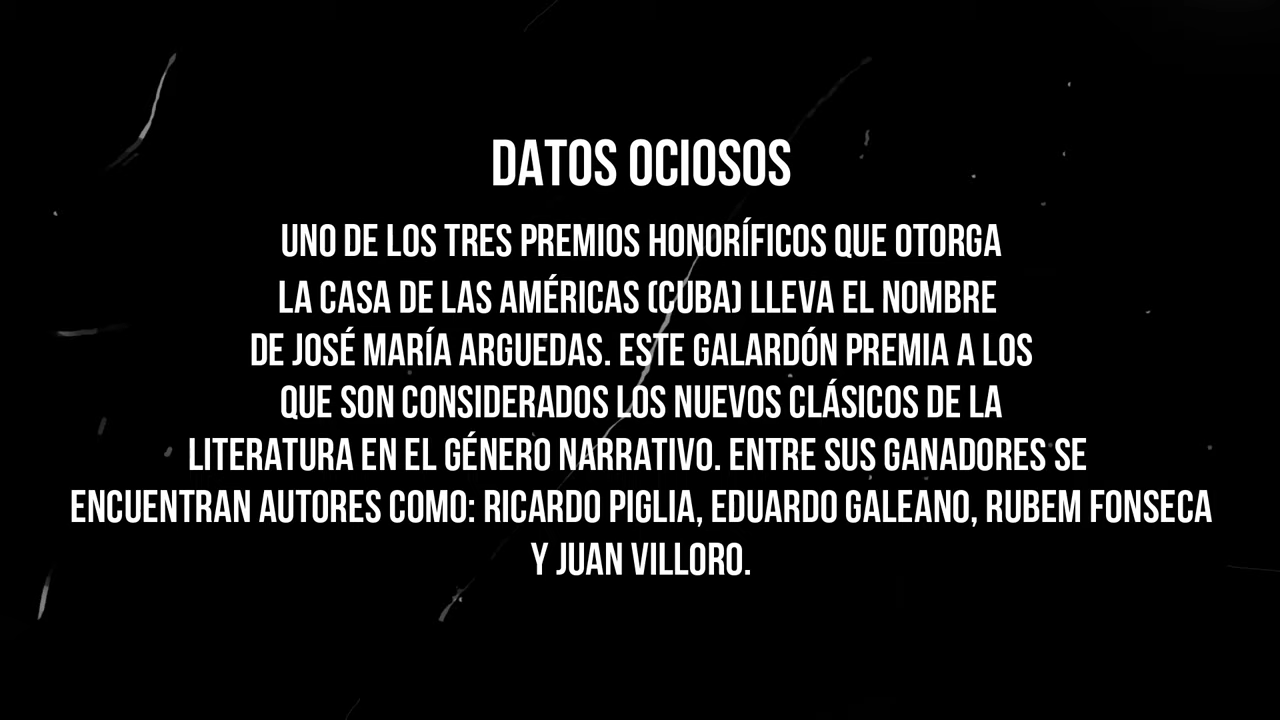 DATOS OCIOSOS
UNO DE LOS TRES PREMIOS HONORÍFICOS QUE OTORGA
LA CASA DE LAS AMÉRICAS (CUBA) LLEVA EL NOMBRE
DE JOSÉ MARÍA ARGUEDAS. ESTE GALARDÓN PREMIA A LOS
QUE SON CONSIDERADOS LOS NUEVOS CLÁSICOS DE LA
LITERATURA EN EL GÉNERO NARRATIVO. ENTRE SUS GANADORES SE
ENCUENTRAN AUTORES COMO: RICARDO PIGLIA, EDUARDO GALEANO, RUBEM FONSECA
Y JUAN VILLORO.